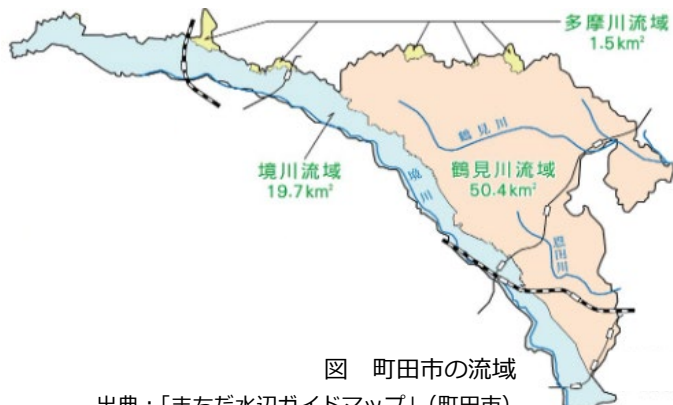 多摩川流域
1.5km²
鶴見川
境川流域
19.7km²
鶴見川流域
50.4km²
境川
恩田川
図 町田市の流域
出典：「まちだ水辺ガイドマップ」（町田市）